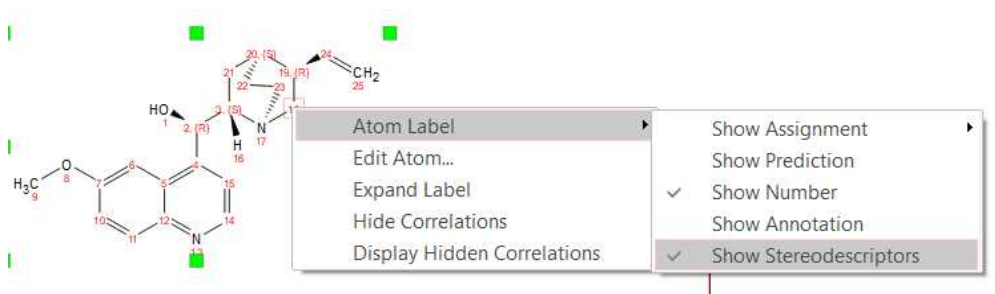 20, (S)
24
21
19, (R)
CH2
22
23
25
HO
1
3, (S)
2, (R)
N
17
H
16
O
8
6
4
H3C
9
7
5
15
10
12
14
11
N
13
Atom Label
Edit Atom...
Expand Label
Hide Correlations
Display Hidden Correlations
Show Assignment
Show Prediction
Show Number
Show Annotation
Show Stereodescriptors